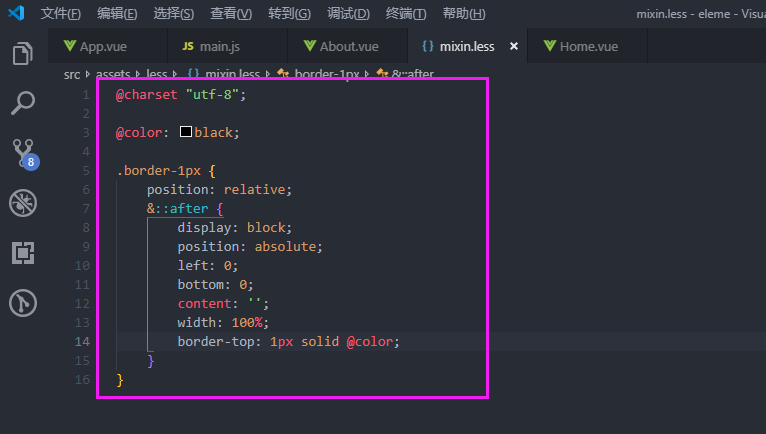 文件(F) 编辑(E) 选择(S) 查看(V) 转到(G) 调试(D) 终端(T) 帮助(H) mixin.less - eleme - Visua
App.vue JS main.js About.vue {} mixin.less × Home.vue
src › assets › less › {} mixin.less › border-1px › &::after
1 @charset "utf-8";
2
3 @color: black;
4
5 .border-1px {
6 position: relative;
7 &::after {
8 display: block;
9 position: absolute;
10 left: 0;
11 bottom: 0;
12 content: '';
13 width: 100%;
14 border-top: 1px solid @color;
15 }
16 }
8